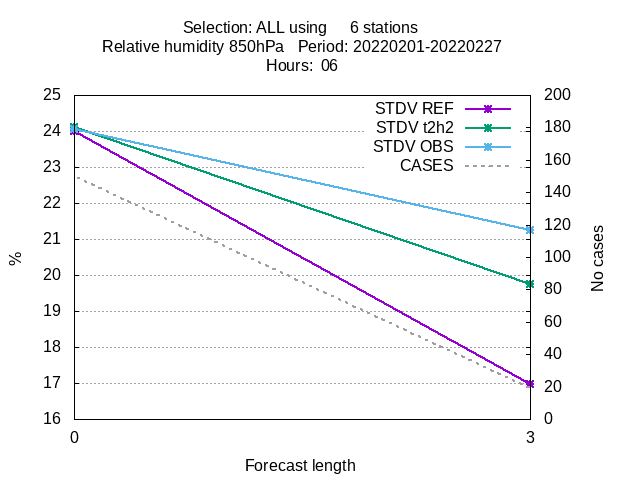 Selection: ALL using     6 stations
Relative humidity 850hPa   Period: 20220201-20220227
Hours:  06
25
24
23
22
21
20
19
18
17
16
%
STDV REF
STDV t2h2
STDV OBS
CASES
200
180
160
140
120
100
80
60
40
20
0
No cases
0
3
Forecast length